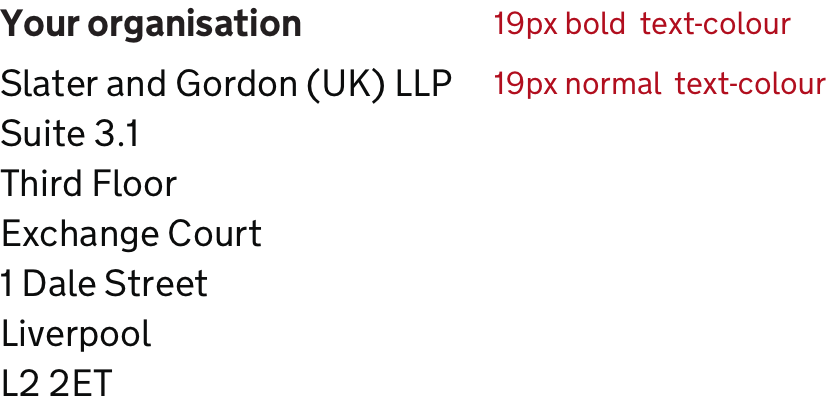 Your organisation 19px bold text-colour
Slater and Gordon (UK) LLP 19px normal text-colour
Suite 3.1
Third Floor
Exchange Court
1 Dale Street
Liverpool
L2 2ET